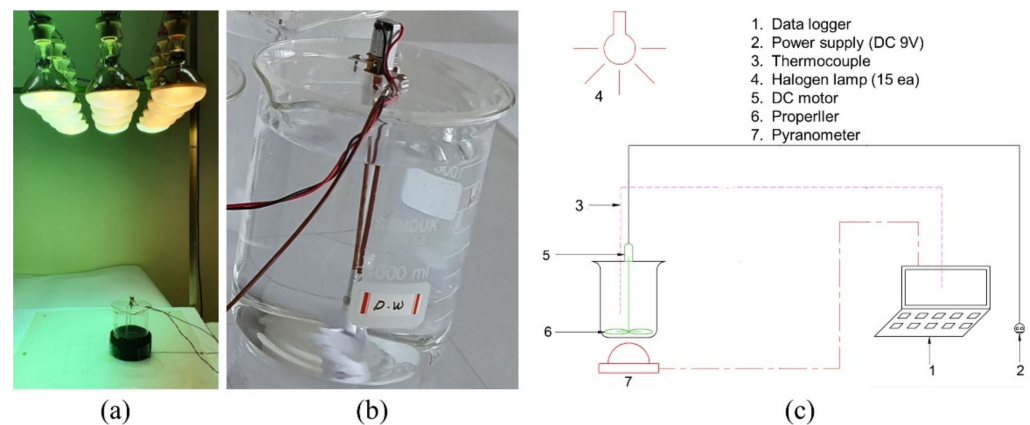 1. Data logger
2. Power supply (DC 9V)
3. Thermocouple
4. Halogen lamp (15 ea)
5. DC motor
6. Properller
7. Pyranometer
4
3
5
6
7
1
2
1000 ml
D.W
(a)
(b)
(c)